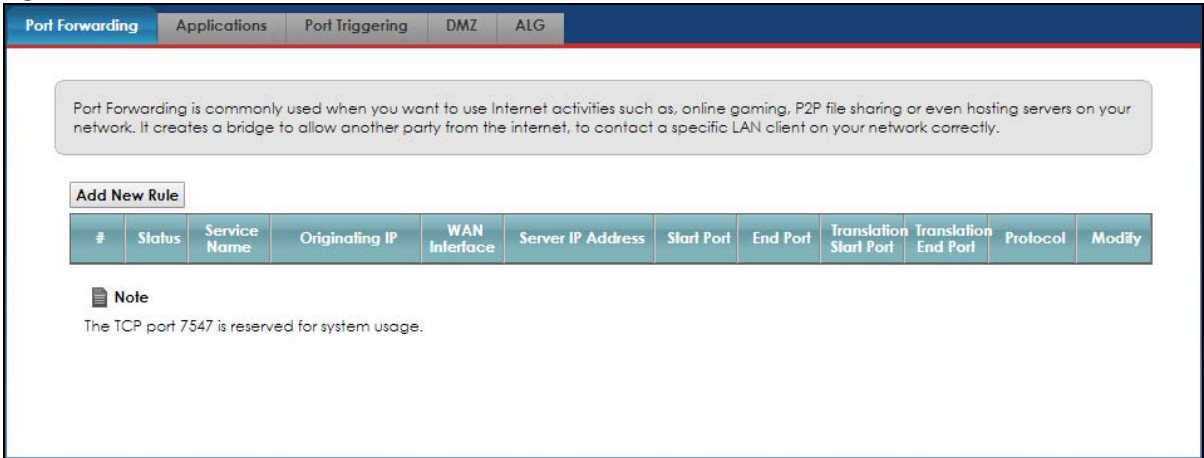 Port Forwarding Applications Port Triggering DMZ ALG
Port Forwarding is commonly used when you want to use Internet activities such as, online gaming, P2P file sharing or even hosting servers on your
network. It creates a bridge to allow another party from the internet, to contact a specific LAN client on your network correctly.
Add New Rule
# Status Service Name Originating IP WAN Interface Server IP Address Start Port End Port Translation Start Port Translation End Port Protocol Modify
Note
The TCP port 7547 is reserved for system usage.